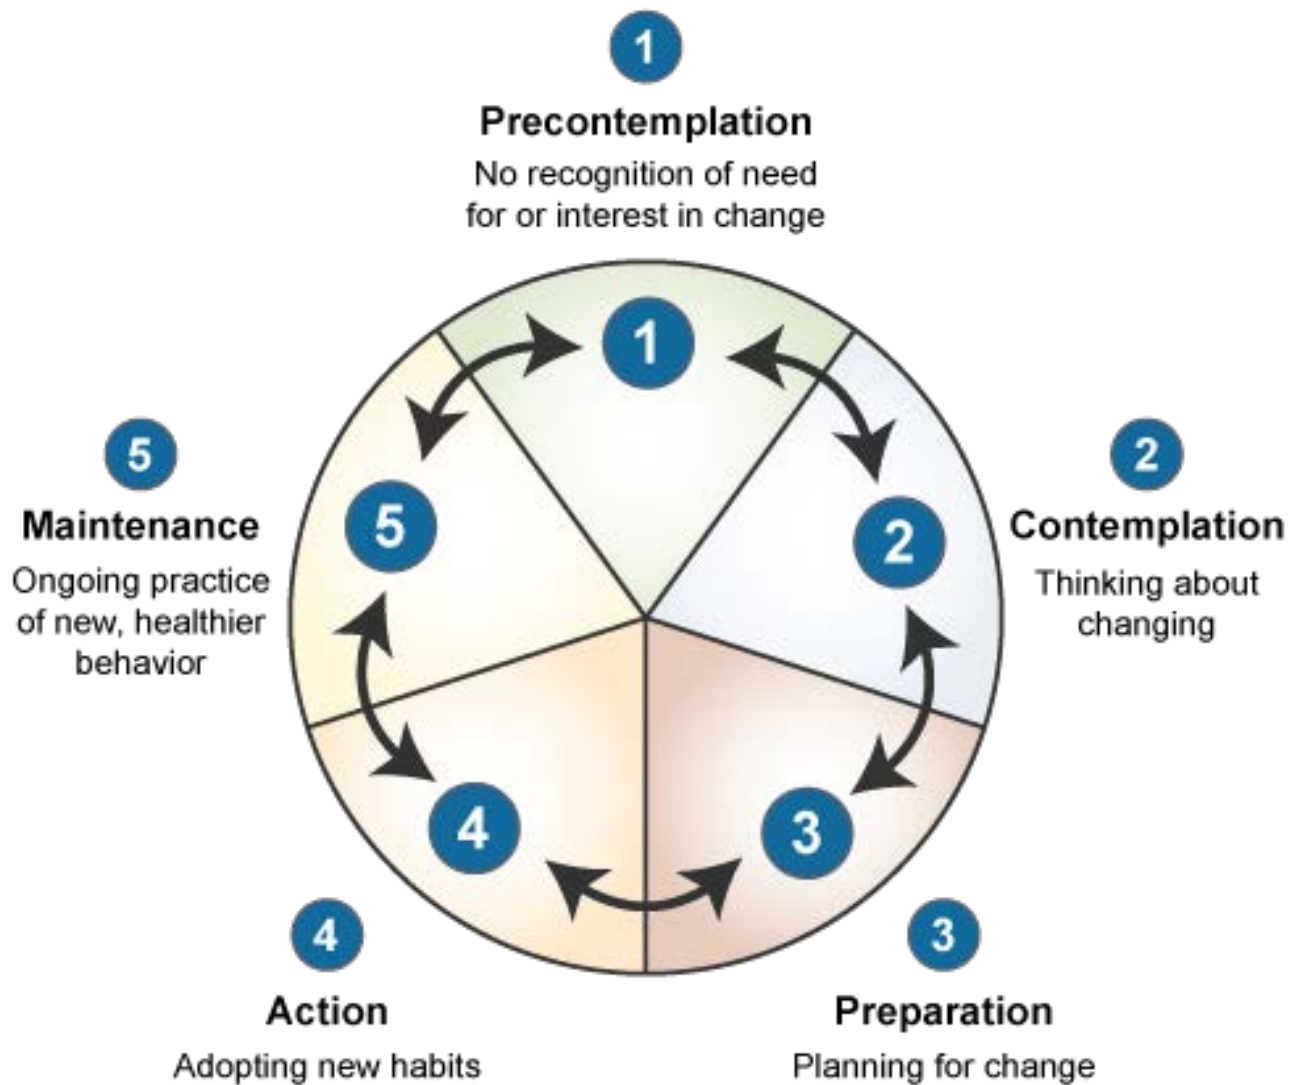 1
Precontemplation
No recognition of need
for or interest in change
1
2
Contemplation
Thinking about
changing
2
3
Preparation
Planning for change
3
4
Action
Adopting new habits
4
5
Maintenance
Ongoing practice
of new, healthier
behavior
5